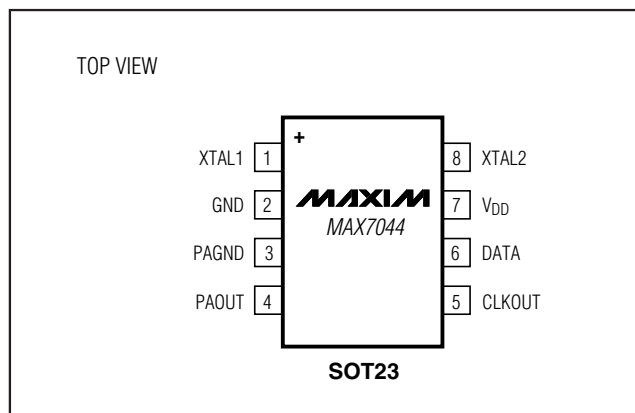 TOP VIEW
+
XTAL1 1
8 XTAL2
GND 2
MAXIM
7 VDD
MAX7044
PAGND 3
6 DATA
PAOUT 4
5 CLKOUT
SOT23